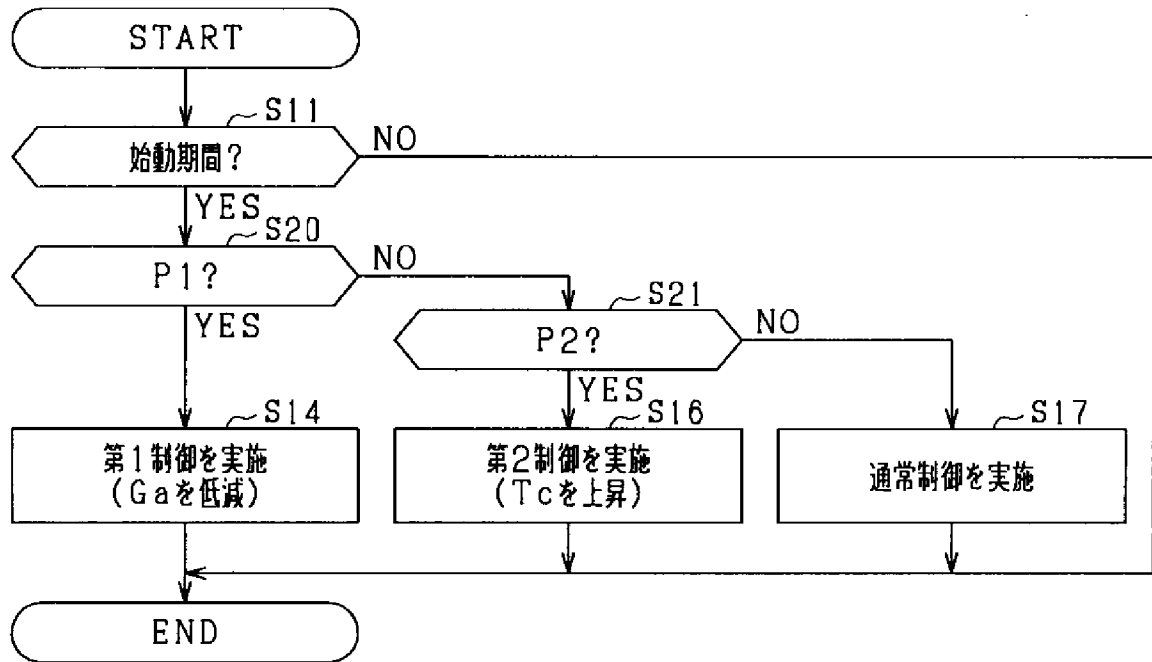 START
S11
始動期間?
NO
YES
S20
P1?
NO
YES
S21
P2?
NO
YES
S14
第1制御を実施
(Gaを低減)
S16
第2制御を実施
(Tcを上昇)
S17
通常制御を実施
END